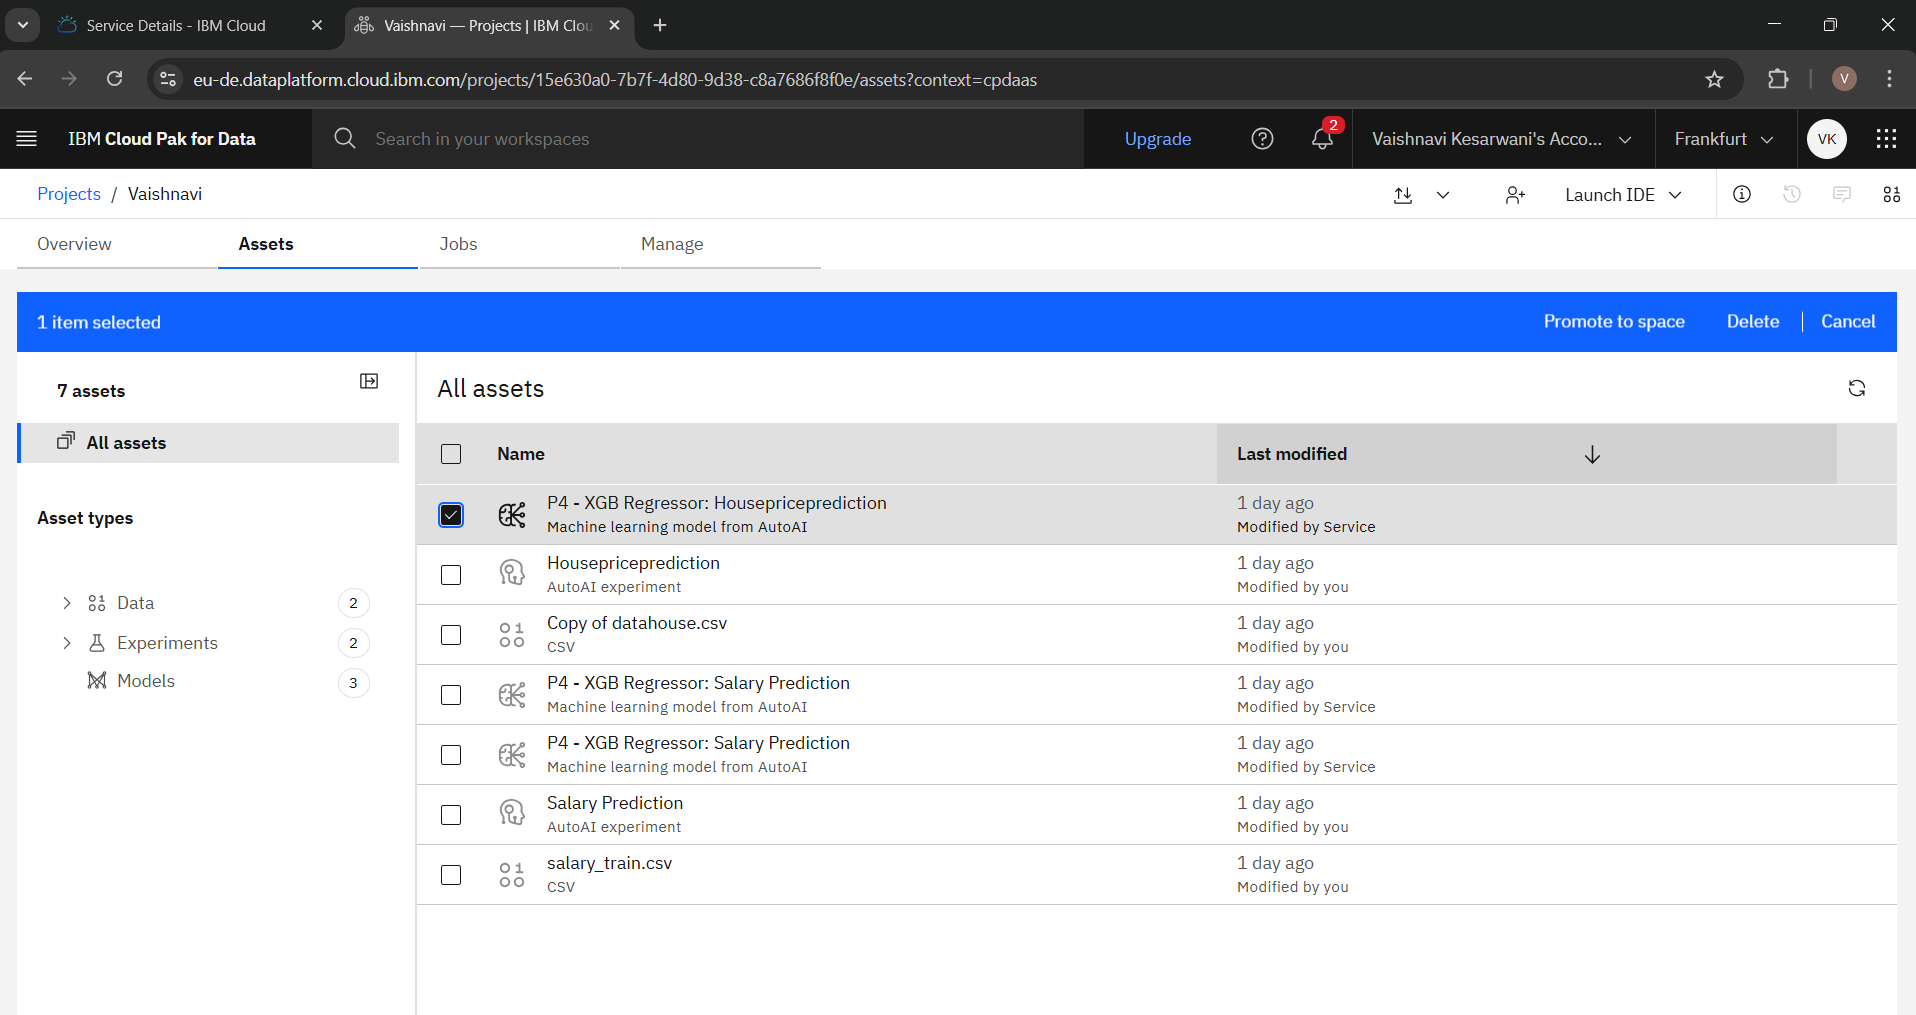 Service Details - IBM Cloud
Vaishnavi — Projects | IBM Clou
eu-de.dataplatform.cloud.ibm.com/projects/15e630a0-7b7f-4d80-9d38-c8a7686f8f0e/assets?context=cpdaas
V
IBM Cloud Pak for Data
Search in your workspaces
Upgrade
2
Vaishnavi Kesarwani's Acco...
Frankfurt
VK
Projects / Vaishnavi
Launch IDE
Overview
Assets
Jobs
Manage
1 item selected
Promote to space
Delete
Cancel
7 assets
All assets
Asset types
Data 2
Experiments 2
Models 3
All assets
Name
Last modified
P4 - XGB Regressor: Housepriceprediction
Machine learning model from AutoAI
1 day ago
Modified by Service
Housepriceprediction
AutoAI experiment
1 day ago
Modified by you
Copy of datahouse.csv
CSV
1 day ago
Modified by you
P4 - XGB Regressor: Salary Prediction
Machine learning model from AutoAI
1 day ago
Modified by Service
P4 - XGB Regressor: Salary Prediction
Machine learning model from AutoAI
1 day ago
Modified by Service
Salary Prediction
AutoAI experiment
1 day ago
Modified by you
salary_train.csv
CSV
1 day ago
Modified by you